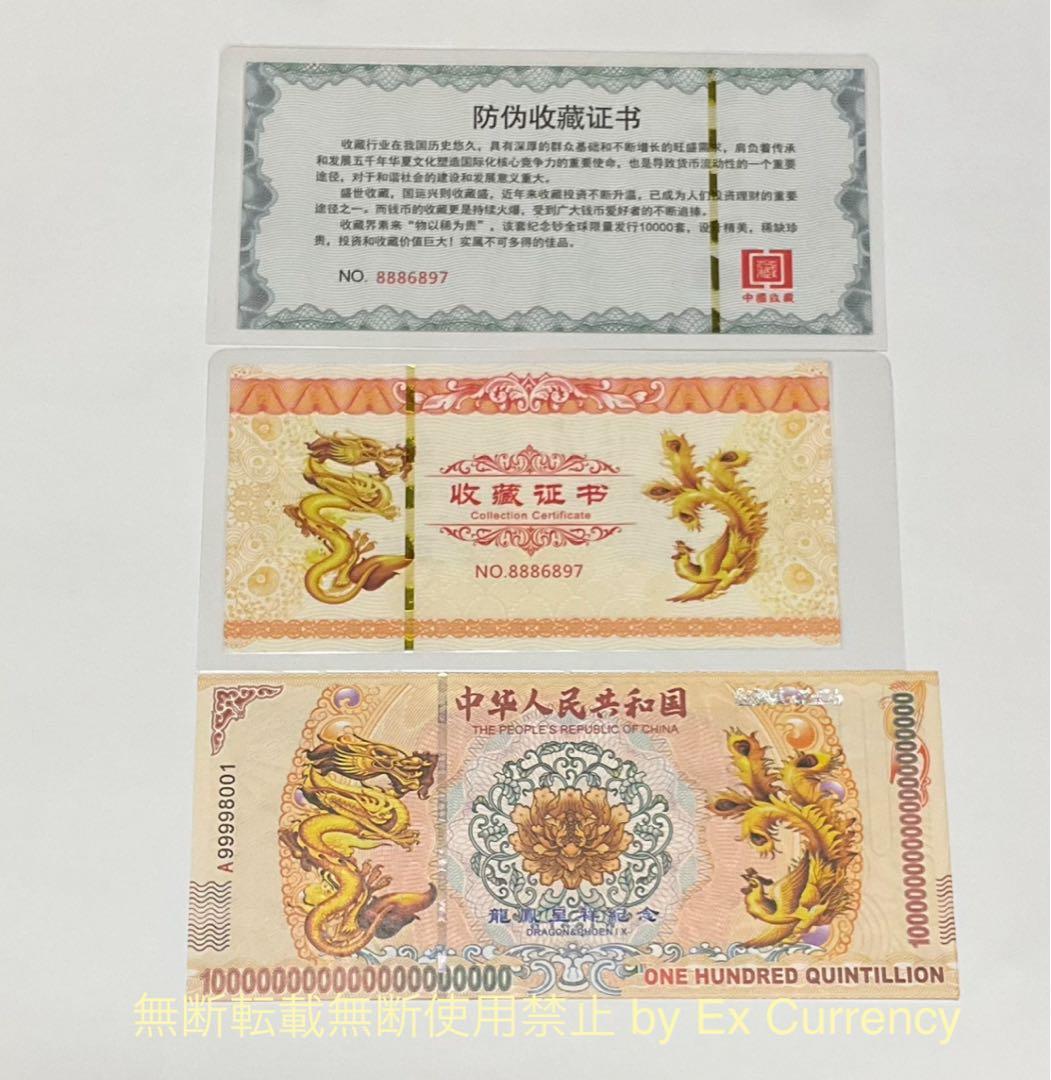 防伪收藏证书
收藏行业在我国历史悠久，具有深厚的群众基础和不断增长的旺盛需求，肩负着传承
和发展五千年华夏文化塑造国际化核心竞争力的重要使命，也是导致货币流动性的一个重要
途径，对于和谐社会的建设和发展意义重大。
盛世收藏，国运兴则收藏盛，近年来收藏投资不断升温，已成为人们投资理财的重要
途径之一。而钱币的收藏更是持续火爆，受到广大钱币爱好者的不断追捧。
收藏界素来“物以稀为贵”，该套纪念钞全球限量发行10000套，设计精美，稀缺珍
贵，投资和收藏价值巨大！实属不可多得的佳品。
NO. 8886897
藏
中國收藏
收藏证书
Collection Certificate
NO.8886897
中华人民共和国
THE PEOPLE'S REPUBLIC OF CHINA
A99998001
龍鳳呈祥紀念
DRAGON&PHOENIX
ONE HUNDRED QUINTILLION
無断転載無断使用禁止 by Ex Currency